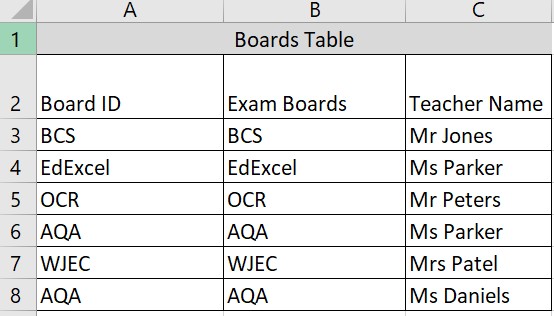 A B C
1 Boards Table
2 Board ID Exam Boards Teacher Name
3 BCS BCS Mr Jones
4 EdExcel EdExcel Ms Parker
5 OCR OCR Mr Peters
6 AQA AQA Ms Parker
7 WJEC WJEC Mrs Patel
8 AQA AQA Ms Daniels